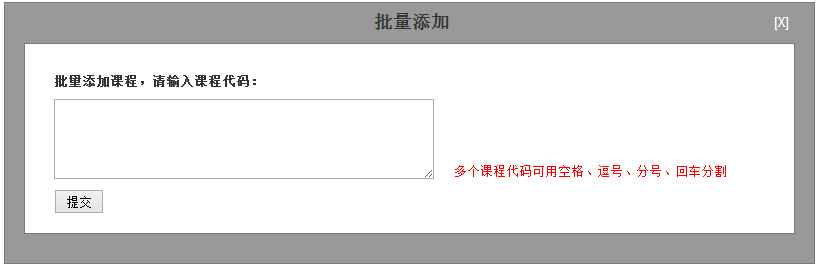 批量添加
[X]
批量添加课程，请输入课程代码：
多个课程代码可用空格、逗号、分号、回车分割
提交